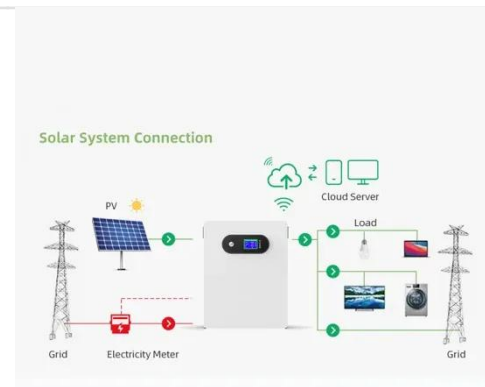 Solar System Connection
Cloud Server
PV
Load
Grid
Electricity Meter
Grid